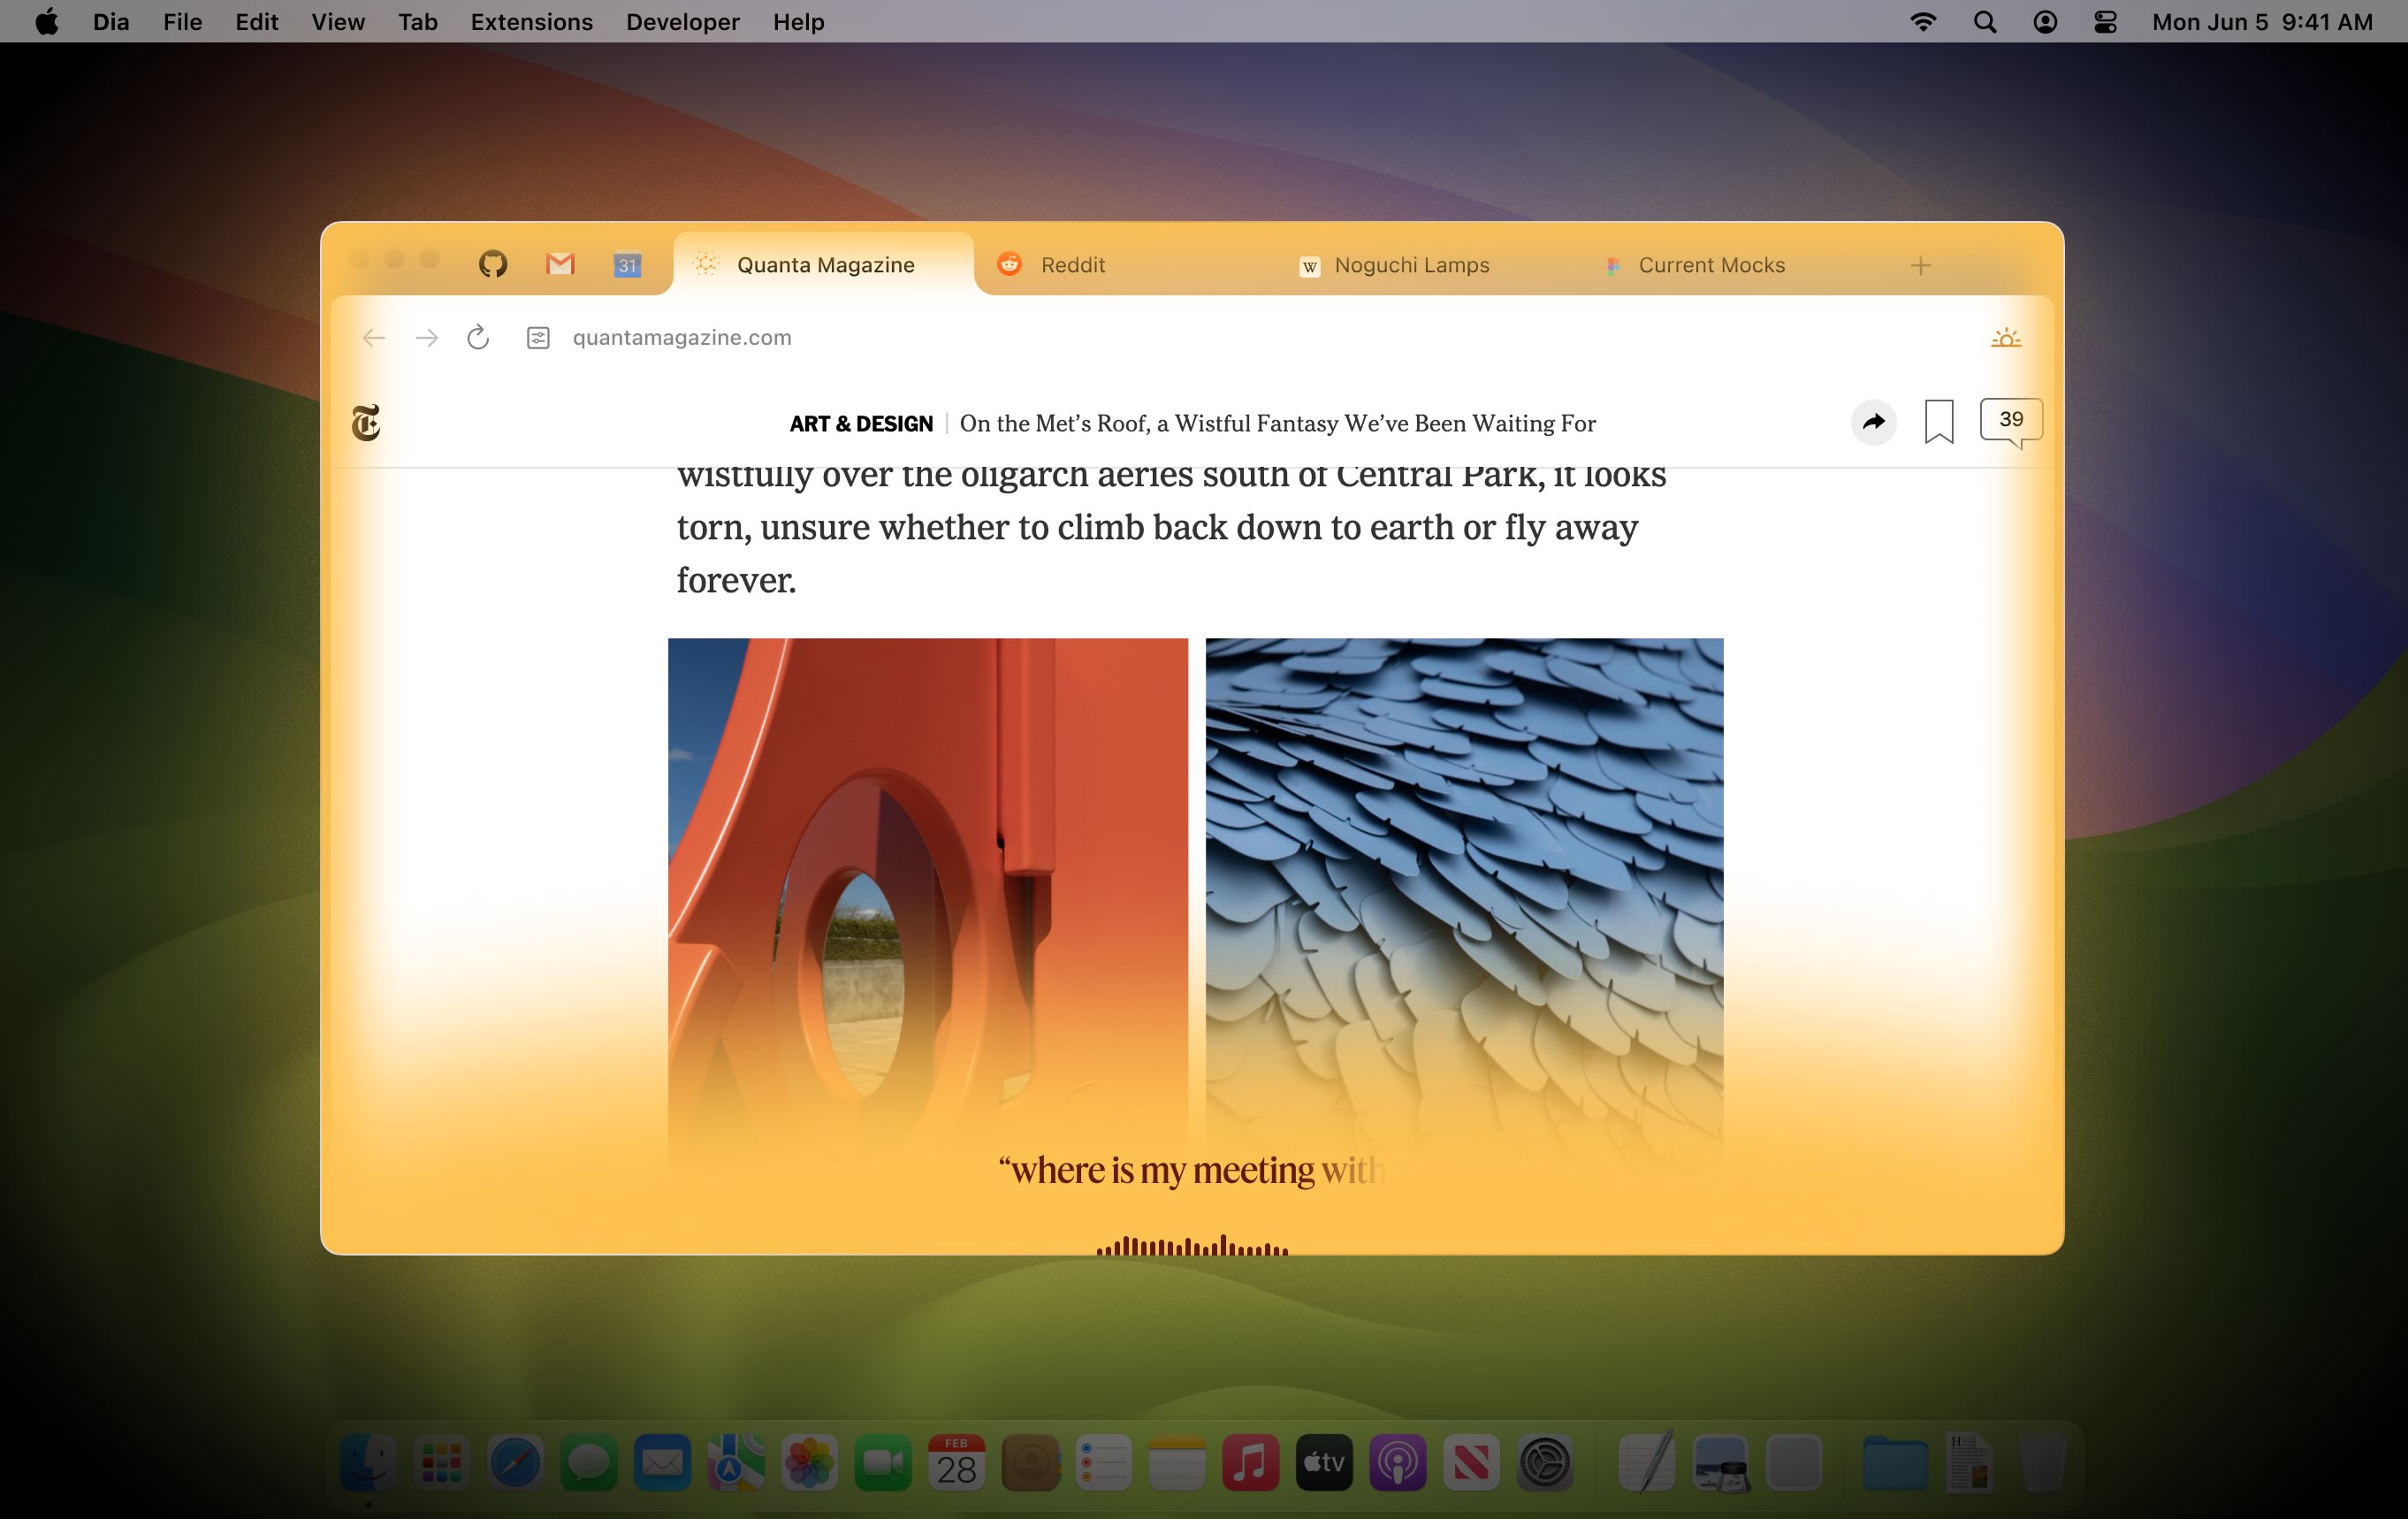 Dia File Edit View Tab Extensions Developer Help Mon Jun 5 9:41 AM
31 Quanta Magazine Reddit W Noguchi Lamps Current Mocks
quantamagazine.com
T ART & DESIGN On the Met’s Roof, a Wistful Fantasy We’ve Been Waiting For 39
wistfully over the oligarch aeries south of Central Park, it looks
torn, unsure whether to climb back down to earth or fly away
forever.
“where is my meeting with
FEB
28
tv